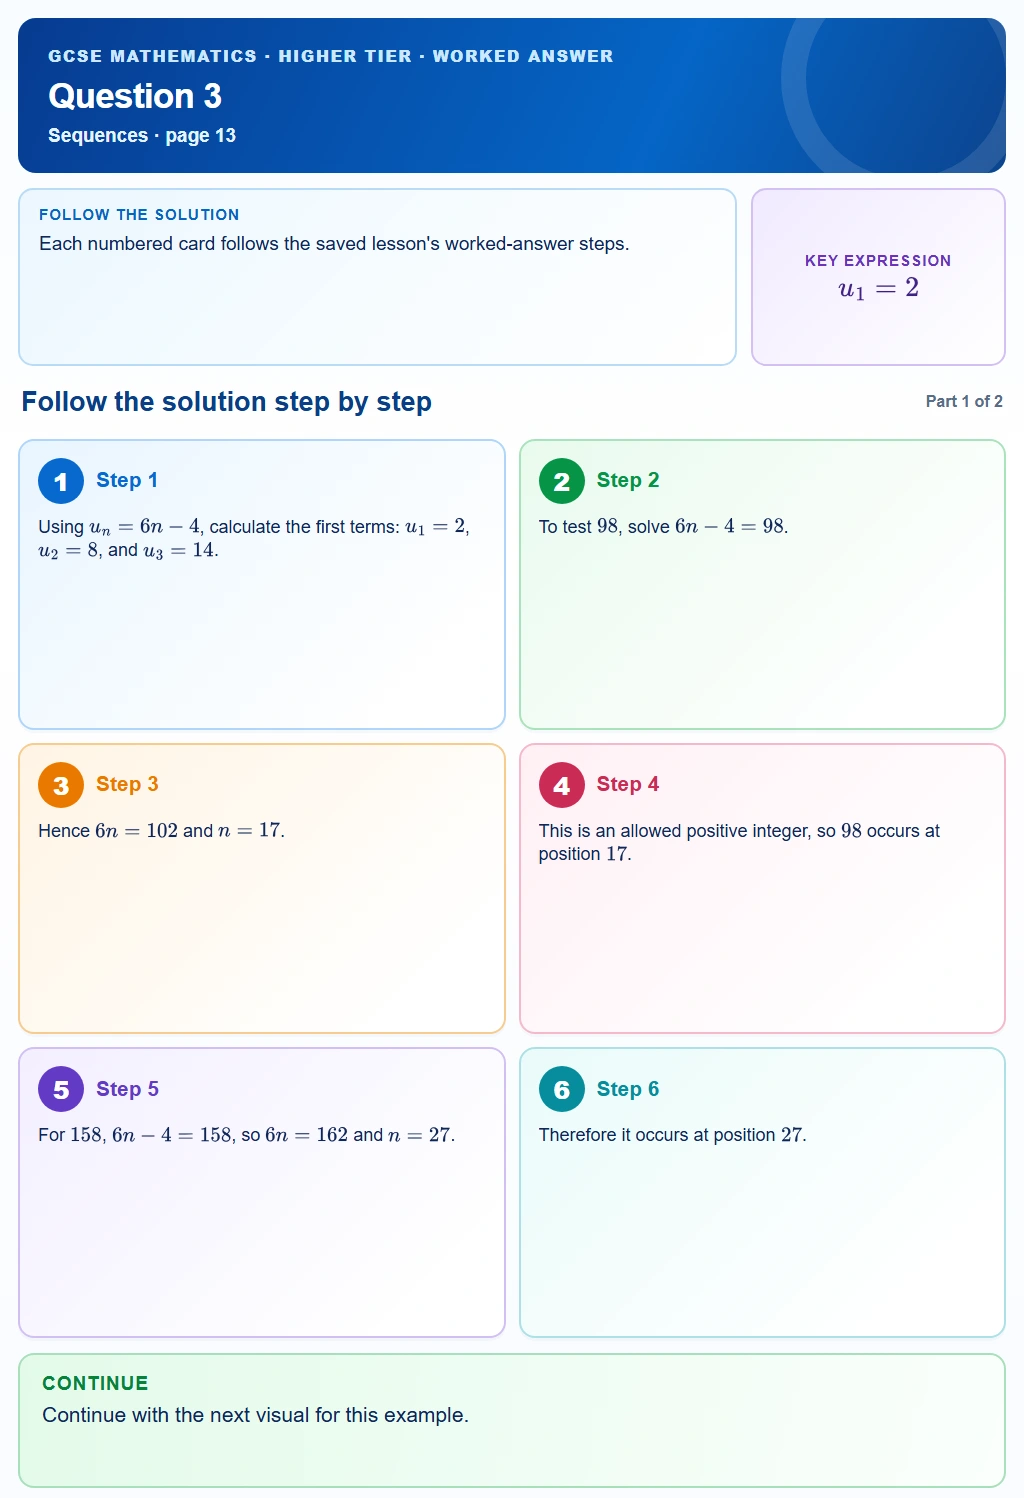 GCSE MATHEMATICS · HIGHER TIER · WORKED ANSWER
Question 3
Sequences · page 13
FOLLOW THE SOLUTION
Each numbered card follows the saved lesson's worked-answer steps.
KEY EXPRESSION
u₁ = 2
Follow the solution step by step
Part 1 of 2
1 Step 1
Using uₙ = 6n − 4, calculate the first terms: u₁ = 2,
u₂ = 8, and u₃ = 14.
2 Step 2
To test 98, solve 6n − 4 = 98.
3 Step 3
Hence 6n = 102 and n = 17.
4 Step 4
This is an allowed positive integer, so 98 occurs at
position 17.
5 Step 5
For 158, 6n − 4 = 158, so 6n = 162 and n = 27.
6 Step 6
Therefore it occurs at position 27.
CONTINUE
Continue with the next visual for this example.